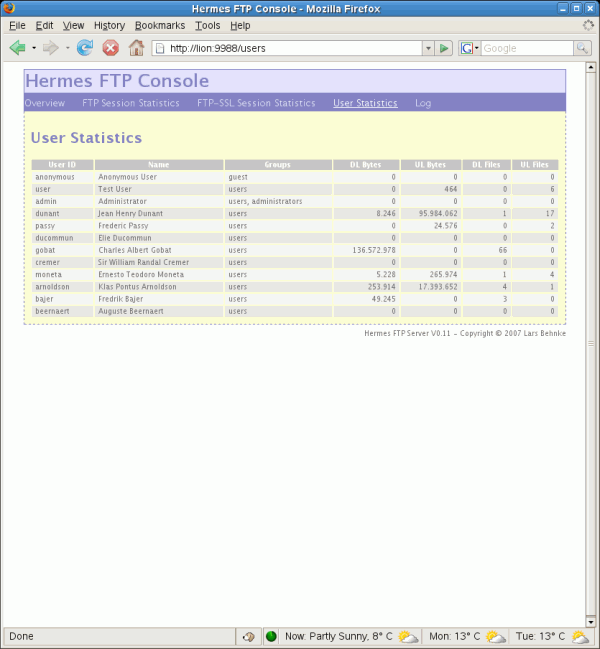 Hermes FTP Console - Mozilla Firefox
File Edit View History Bookmarks Tools Help
http://lion:9988/users Google
Hermes FTP Console
Overview FTP Session Statistics FTP-SSL Session Statistics User Statistics Log
User Statistics
User ID Name Groups DL Bytes UL Bytes DL Files UL Files
anonymous Anonymous User guest 0 0 0 0
user Test User users 0 464 0 6
admin Administrator users, administrators 0 0 0 0
dunant Jean Henry Dunant users 8.246 95.984.062 1 17
passy Frederic Passy users 0 24.576 0 2
ducommun Elie Ducommun users 0 0 0 0
gobat Charles Albert Gobat users 136.572.978 0 66 0
cremer Sir William Randal Cremer users 0 0 0 0
moneta Ernesto Teodoro Moneta users 5.228 265.974 1 4
arnoldson Klas Pontus Arnoldson users 253.914 17.393.652 4 1
bajer Fredrik Bajer users 49.245 0 3 0
beernaert Auguste Beernaert users 0 0 0 0
Hermes FTP Server V0.11 - Copyright © 2007 Lars Behnke
Done Now: Partly Sunny, 8° C Mon: 13° C Tue: 13° C